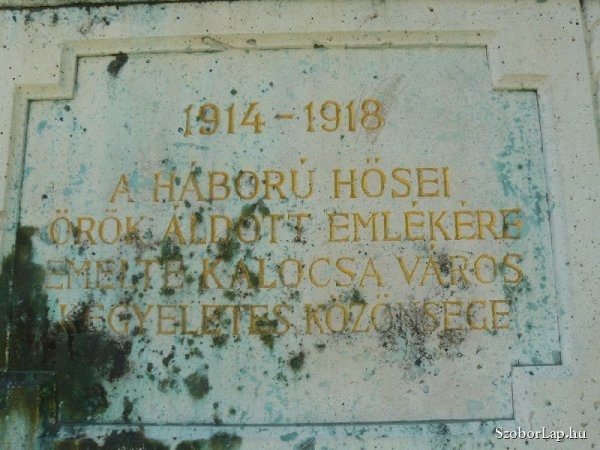 1914 - 1918
A HÁBORÚ HŐSEI
ÖRÖK ÁLDOTT EMLÉKÉRE
EMELTE KALOCSA VÁROS
KEGYELETES KÖZÖNSÉGE
SzoborLap.hu